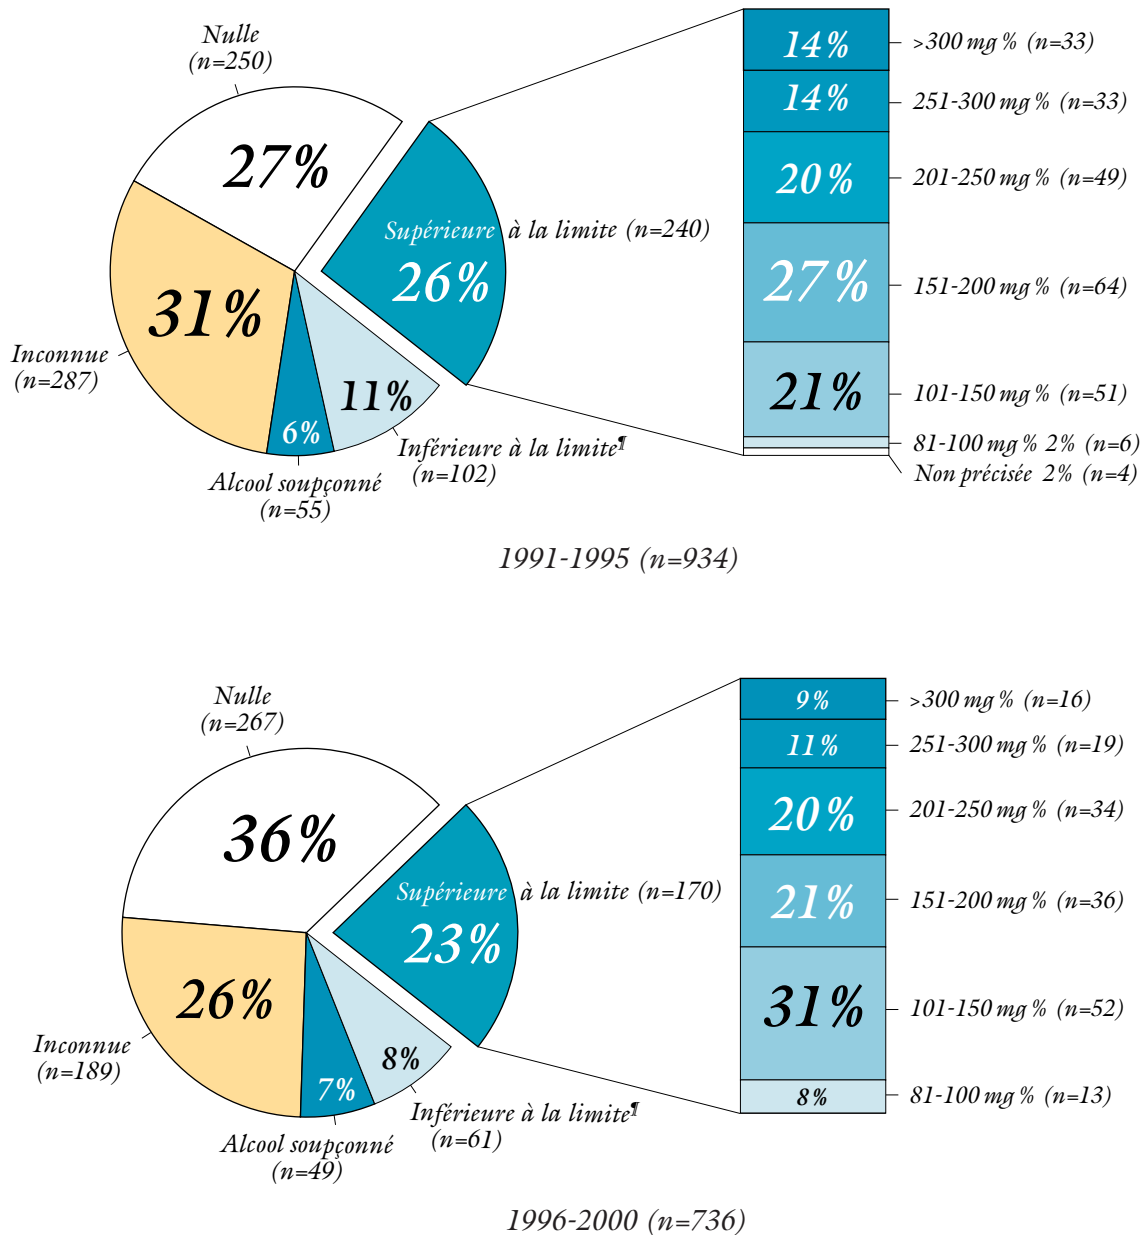 Nulle
(n=250)
27%
Supérieure à la limite (n=240)
26%
31%
Inconnue
(n=287)
6%
11%
Inférieure à la limite¶
(n=102)
Alcool soupçonné
(n=55)
14%
>300 mg % (n=33)
14%
251-300 mg % (n=33)
20%
201-250 mg % (n=49)
27%
151-200 mg % (n=64)
21%
101-150 mg % (n=51)
81-100 mg % 2% (n=6)
Non précisée 2% (n=4)
1991-1995 (n=934)
Nulle
(n=267)
36%
Supérieure à la limite (n=170)
23%
26%
Inconnue
(n=189)
7%
8%
Inférieure à la limite¶
(n=61)
Alcool soupçonné
(n=49)
9%
>300 mg % (n=16)
11%
251-300 mg % (n=19)
20%
201-250 mg % (n=34)
21%
151-200 mg % (n=36)
31%
101-150 mg % (n=52)
8%
81-100 mg % (n=13)
1996-2000 (n=736)